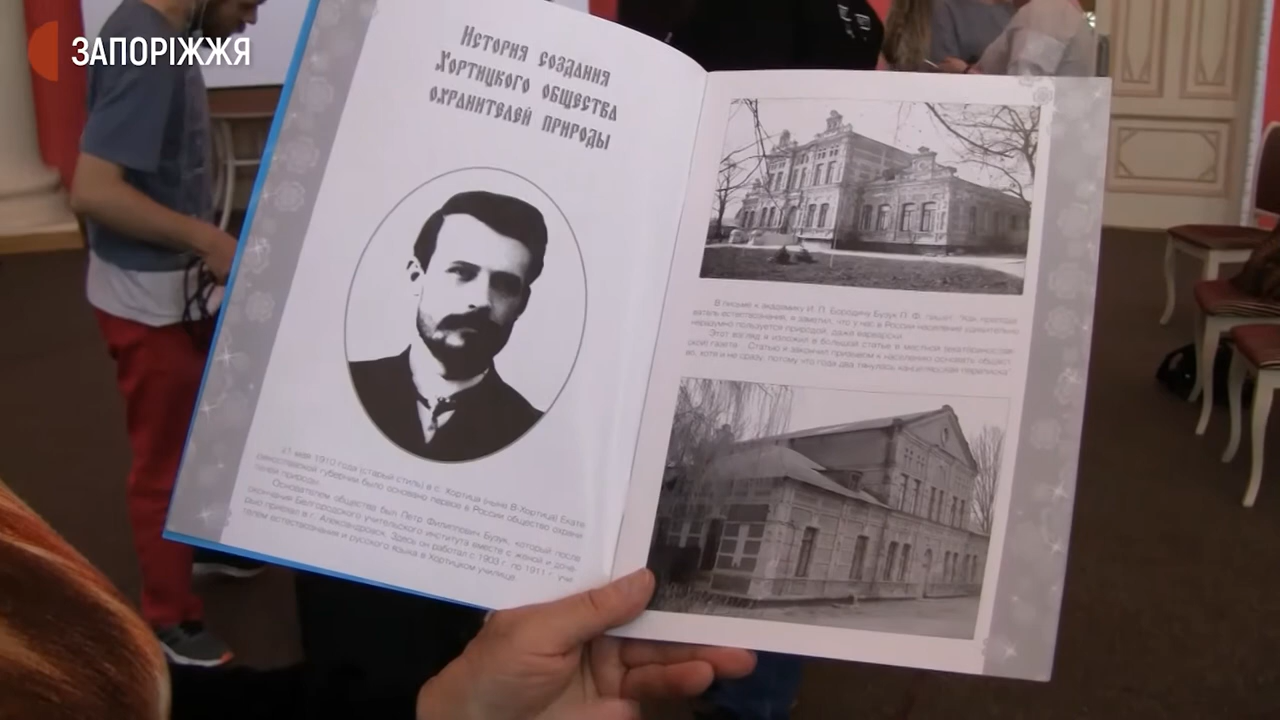 ЗАПОРІЖЖЯ
История создания
Хортицкого общества
охранителей природы
11 мая 1910 года (старый стиль) в с. Хортица (ныне В-Хортица) Екате
ринославской губернии было основано первое в России общество охрани
телей природы.
Основателем общества был Петр Филиппович Бузук, который после
окончания Белгородского учительского института вместе с женой и доче-
рью приехал в г. Александровск. Здесь он работал с 1903 г. по 1911 г. учи
телем естествознания и русского языка в Хортицком училище.
В письме к академику И. П. Бородину Бузук П. Ф. пишет: "Как препода
ватель естествознания, я заметил, что у нас в России население удивительно
неразумно пользуется природой, даже варварски.
Этот взгляд я изложил в большой статье в местной (екатеринослав-
ской) газете... Статью я закончил призывом к населению основать общест
во, хотя и не сразу, потому что года два тянулась канцелярская переписка